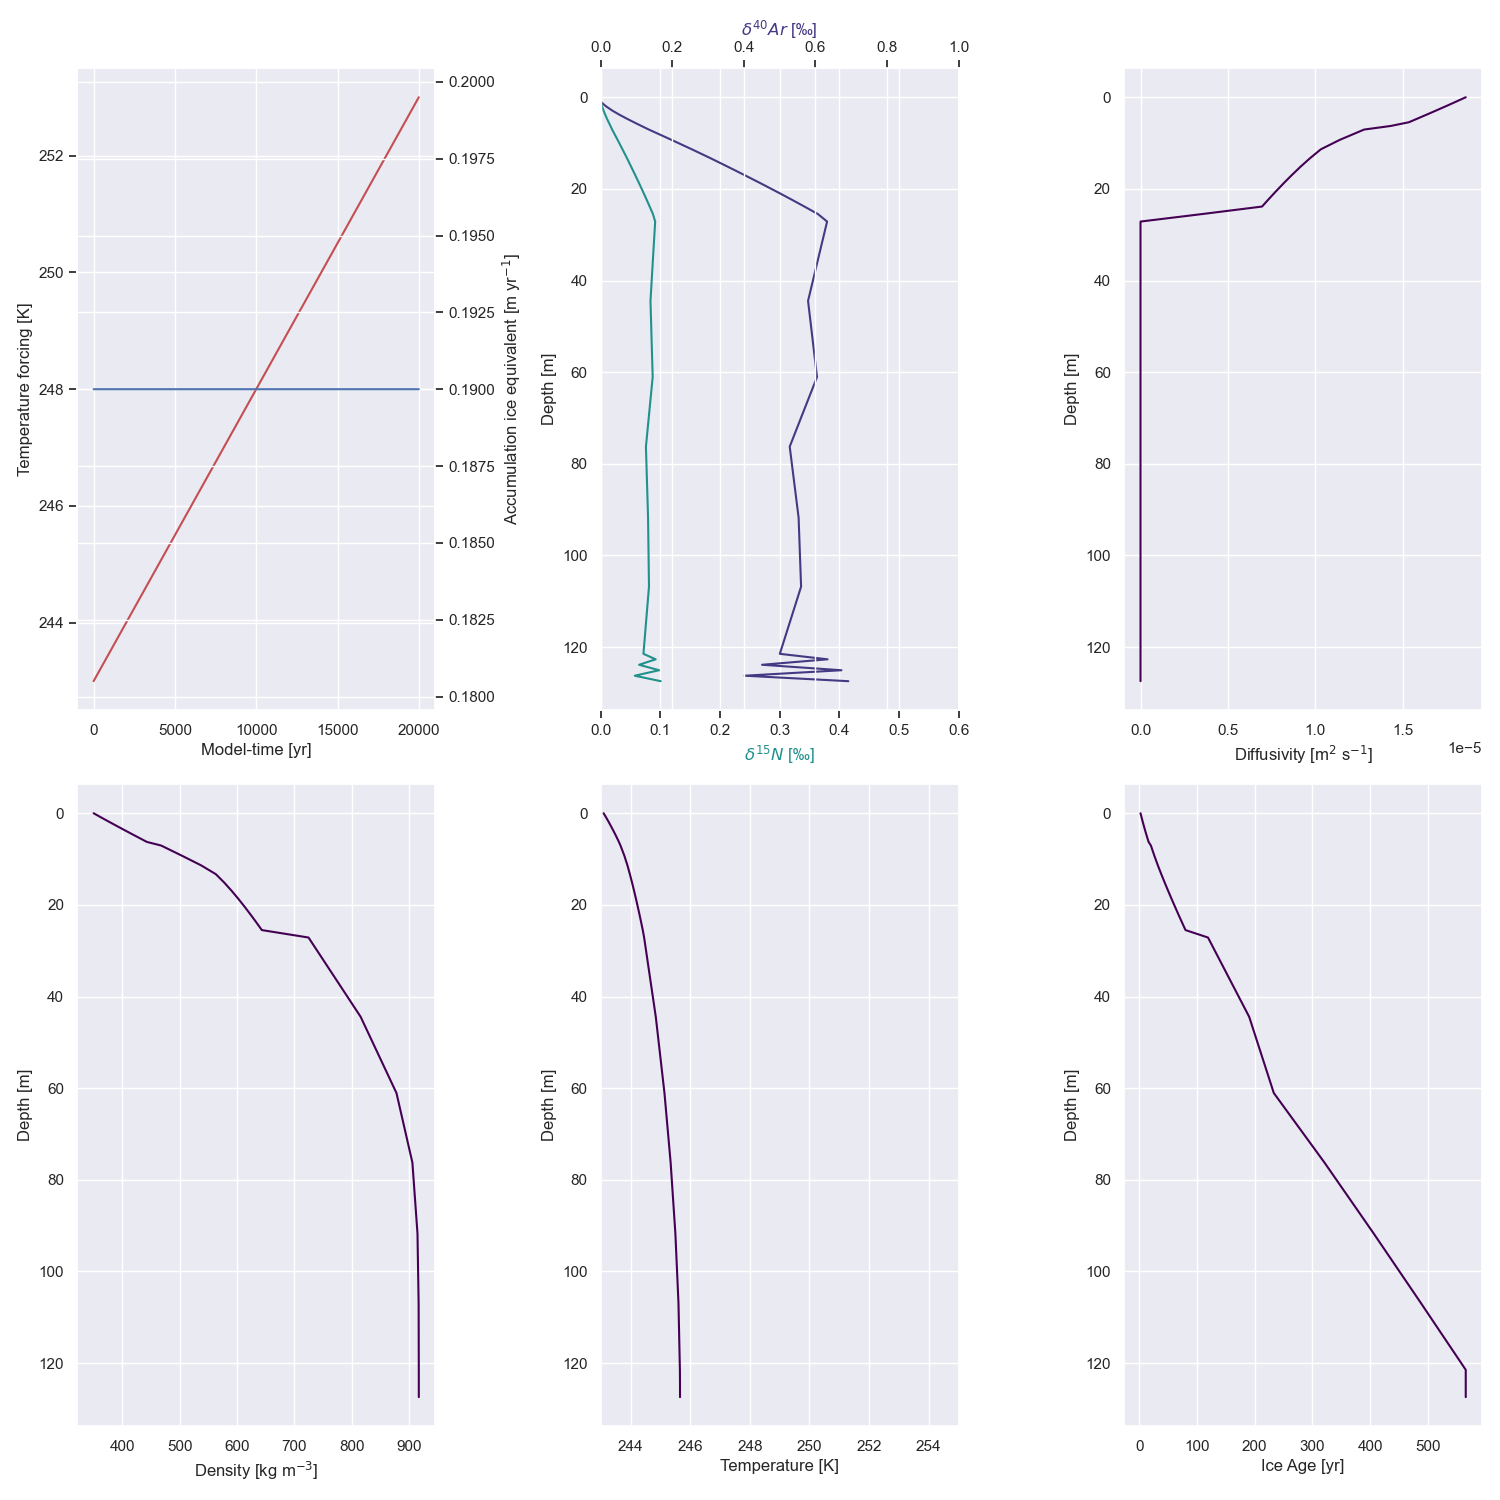 δ⁴⁰Ar [‰]
0.0 0.2 0.4 0.6 0.8 1.0
Temperature forcing [K]
252
250
248
246
244
0.2000
0.1975
0.1950
0.1925
0.1900
0.1875
0.1850
0.1825
0.1800
Accumulation ice equivalent [m yr⁻¹]
0 5000 10000 15000 20000
Model-time [yr]
Depth [m]
0
20
40
60
80
100
120
0.0 0.1 0.2 0.3 0.4 0.5 0.6
δ¹⁵N [‰]
Depth [m]
0
20
40
60
80
100
120
0.0 0.5 1.0 1.5
1e−5
Diffusivity [m² s⁻¹]
Depth [m]
0
20
40
60
80
100
120
400 500 600 700 800 900
Density [kg m⁻³]
Depth [m]
0
20
40
60
80
100
120
244 246 248 250 252 254
Temperature [K]
Depth [m]
0
20
40
60
80
100
120
0 100 200 300 400 500
Ice Age [yr]